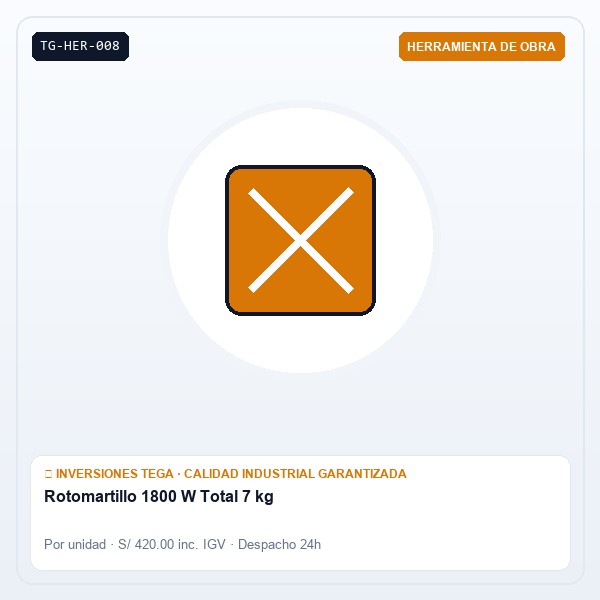 TG-HER-008
HERRAMIENTA DE OBRA
INVERSIONES TEGA · CALIDAD INDUSTRIAL GARANTIZADA
Rotomartillo 1800 W Total 7 kg
Por unidad · S/ 420.00 inc. IGV · Despacho 24h